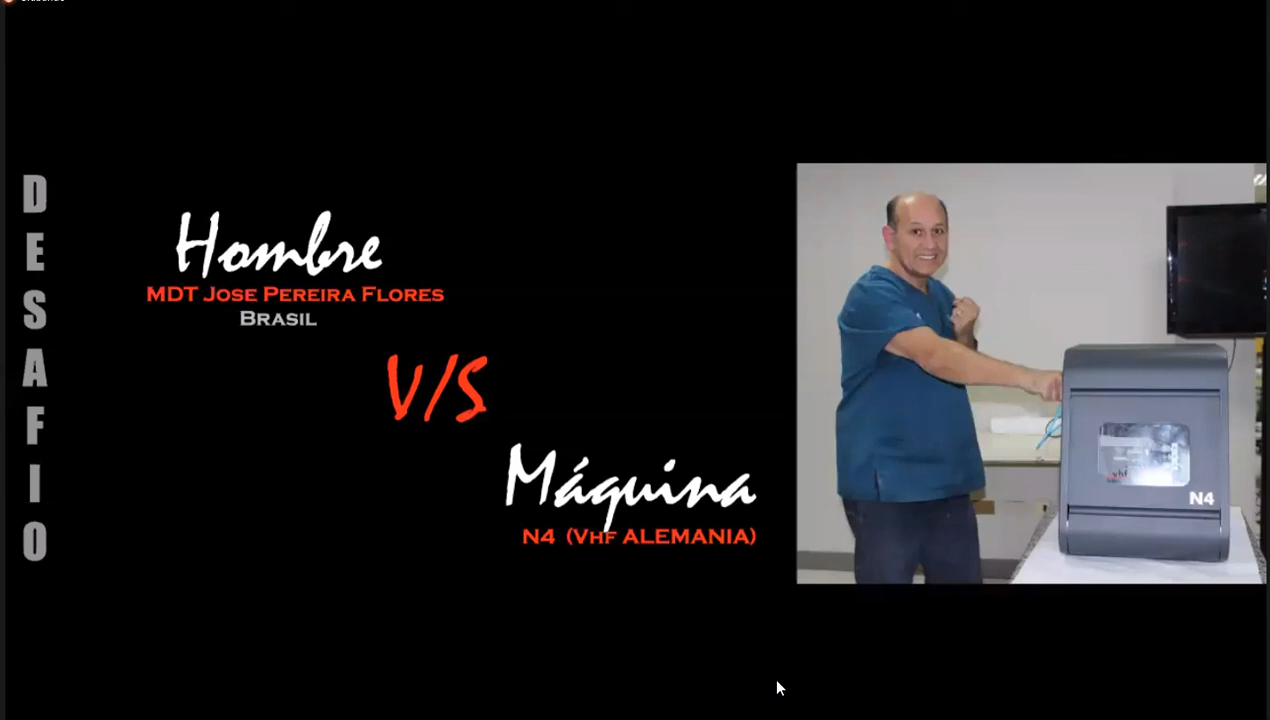 DESAFIO
Hombre
MDT Jose Pereira Flores
Brasil
V/S
Máquina
N4 (Vhf ALEMANIA)
N4